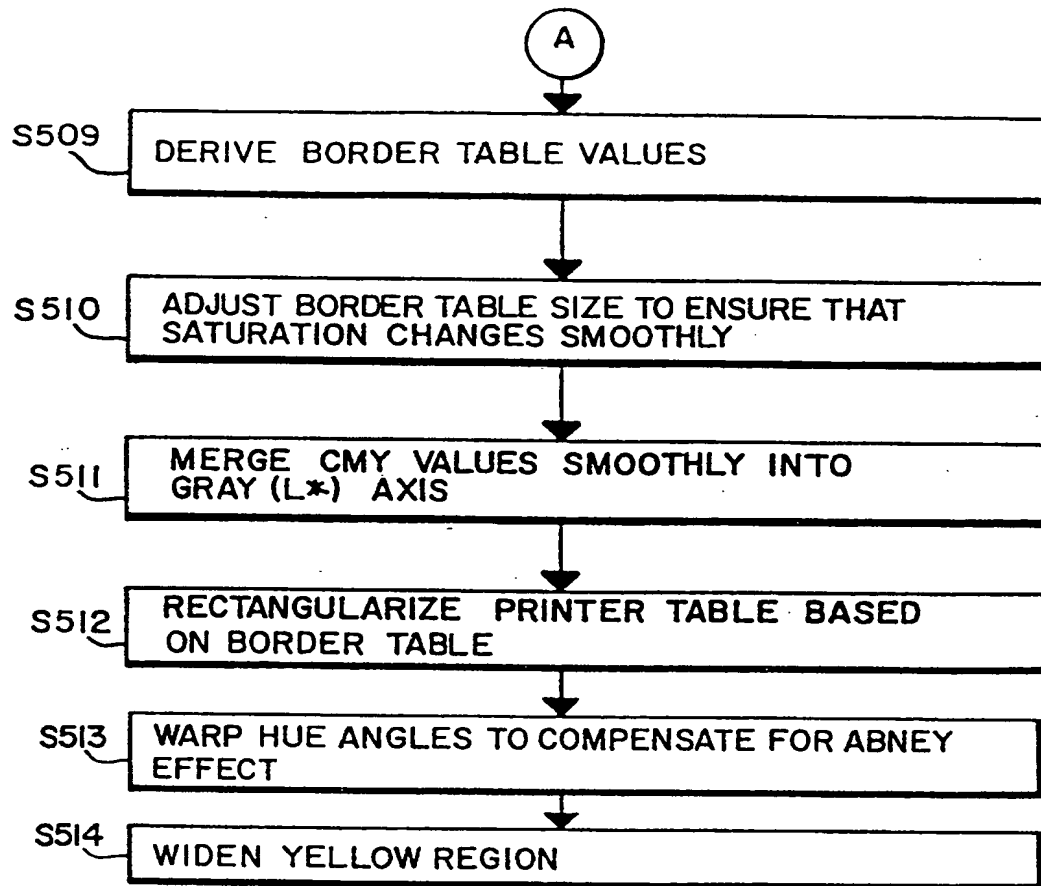 A
S509
DERIVE BORDER TABLE VALUES
S510
ADJUST BORDER TABLE SIZE TO ENSURE THAT
SATURATION CHANGES SMOOTHLY
S511
MERGE CMY VALUES SMOOTHLY INTO
GRAY (L*) AXIS
S512
RECTANGULARIZE PRINTER TABLE BASED
ON BORDER TABLE
S513
WARP HUE ANGLES TO COMPENSATE FOR ABNEY
EFFECT
S514
WIDEN YELLOW REGION